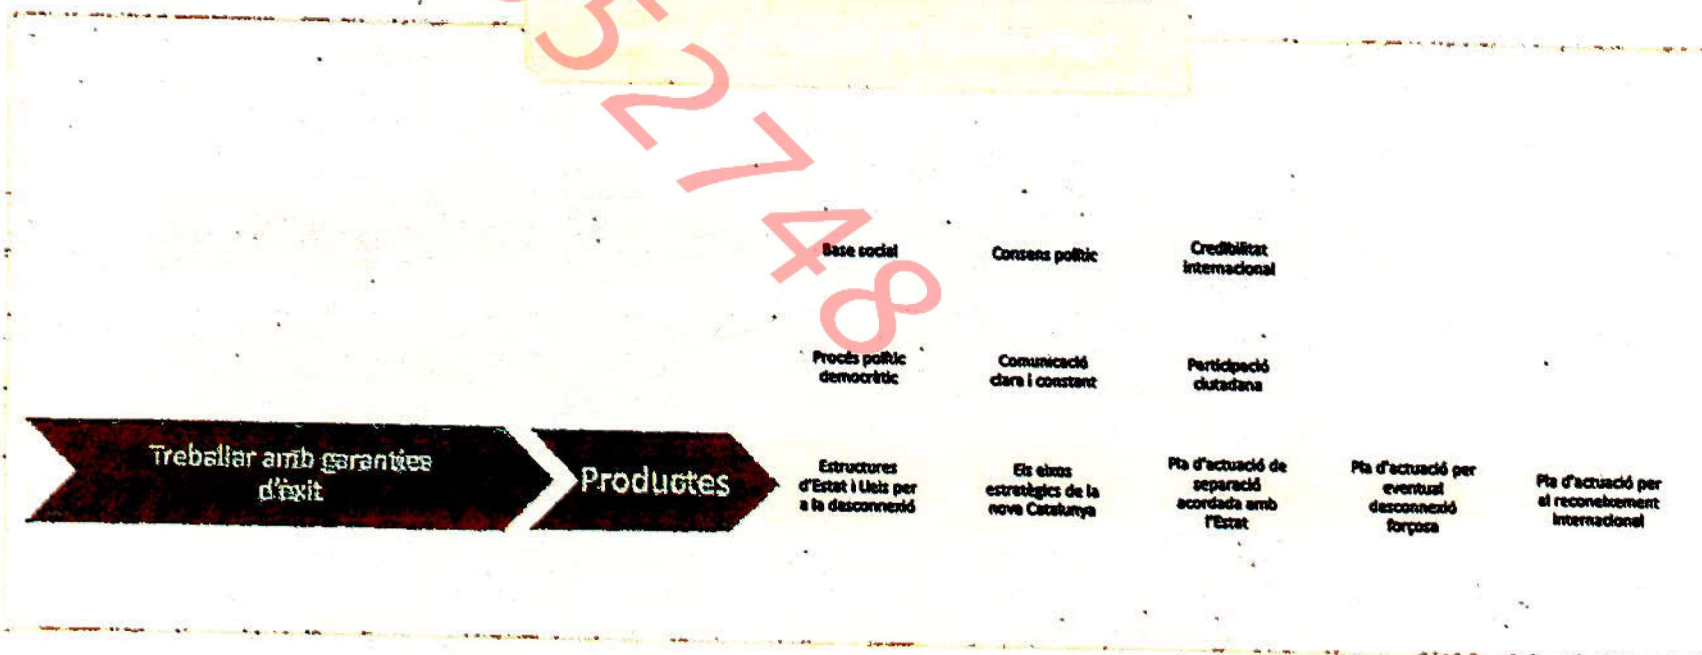 52748
Base social
Consens polític
Credibilitat
internacional
Procés polític
democràtic
Comunicació
clara i constant
Participació
ciutadana
Treballar amb garanties
d'èxit
Productes
Estructures
d'Estat i Lleis per
a la desconnexió
Els eixos
estratègics de la
nova Catalunya
Pla d'actuació de
separació
acordada amb
l'Estat
Pla d'actuació per
eventual
desconnexió
forçosa
Pla d'actuació per
al reconeixement
internacional